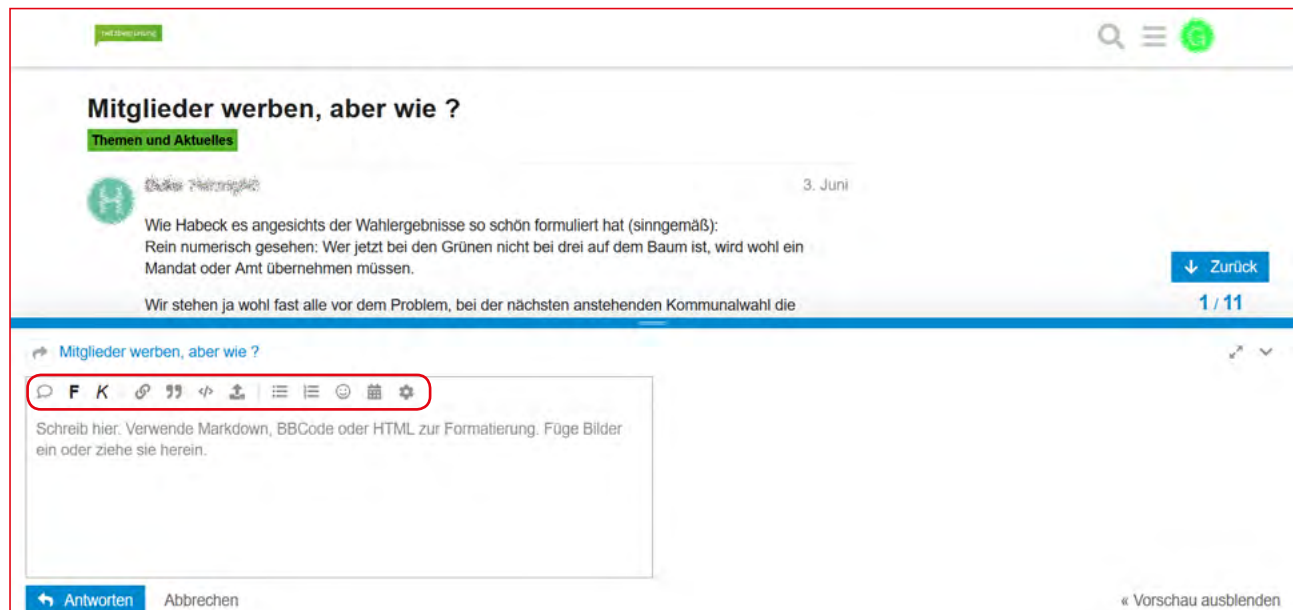 netzbegrünung
G
Mitglieder werben, aber wie ?
Themen und Aktuelles
H
3. Juni
Wie Habeck es angesichts der Wahlergebnisse so schön formuliert hat (sinngemäß):
Rein numerisch gesehen: Wer jetzt bei den Grünen nicht bei drei auf dem Baum ist, wird wohl ein
Mandat oder Amt übernehmen müssen.
Zurück
Wir stehen ja wohl fast alle vor dem Problem, bei der nächsten anstehenden Kommunalwahl die
1 / 11
Mitglieder werben, aber wie ?
F K
Schreib hier. Verwende Markdown, BBCode oder HTML zur Formatierung. Füge Bilder
ein oder ziehe sie herein.
Antworten Abbrechen
« Vorschau ausblenden